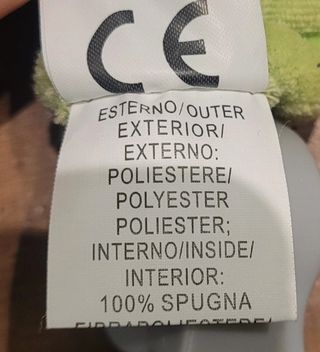 CE
ESTERNO/OUTER
EXTERIOR/
EXTERNO:
POLIESTERE/
POLYESTER
POLIESTER;
INTERNO/INSIDE/
INTERIOR:
100% SPUGNA